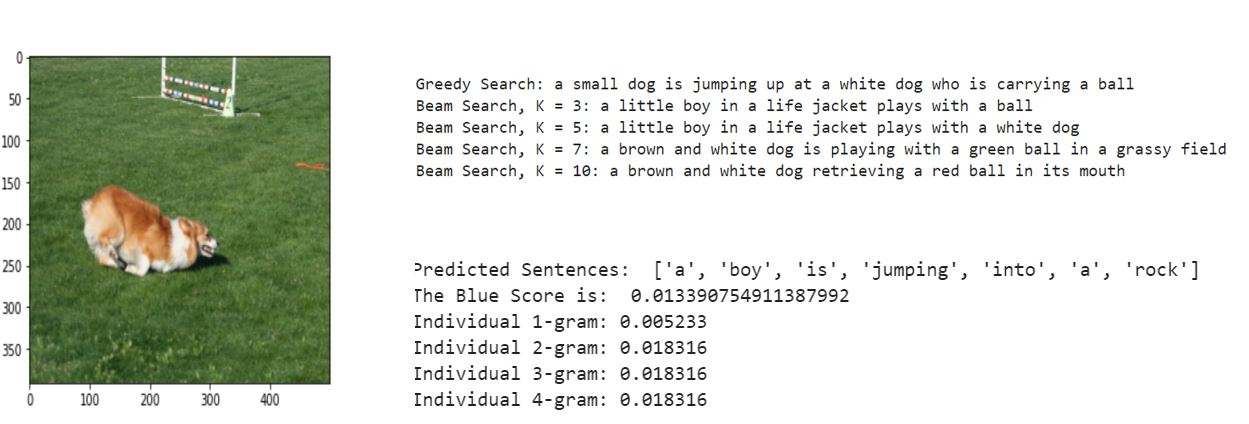 0
50
100
150
200
250
300
350
0 100 200 300 400
Greedy Search: a small dog is jumping up at a white dog who is carrying a ball
Beam Search, K = 3: a little boy in a life jacket plays with a ball
Beam Search, K = 5: a little boy in a life jacket plays with a white dog
Beam Search, K = 7: a brown and white dog is playing with a green ball in a grassy field
Beam Search, K = 10: a brown and white dog retrieving a red ball in its mouth
Predicted Sentences:  ['a', 'boy', 'is', 'jumping', 'into', 'a', 'rock']
The Blue Score is:  0.013390754911387992
Individual 1-gram: 0.005233
Individual 2-gram: 0.018316
Individual 3-gram: 0.018316
Individual 4-gram: 0.018316